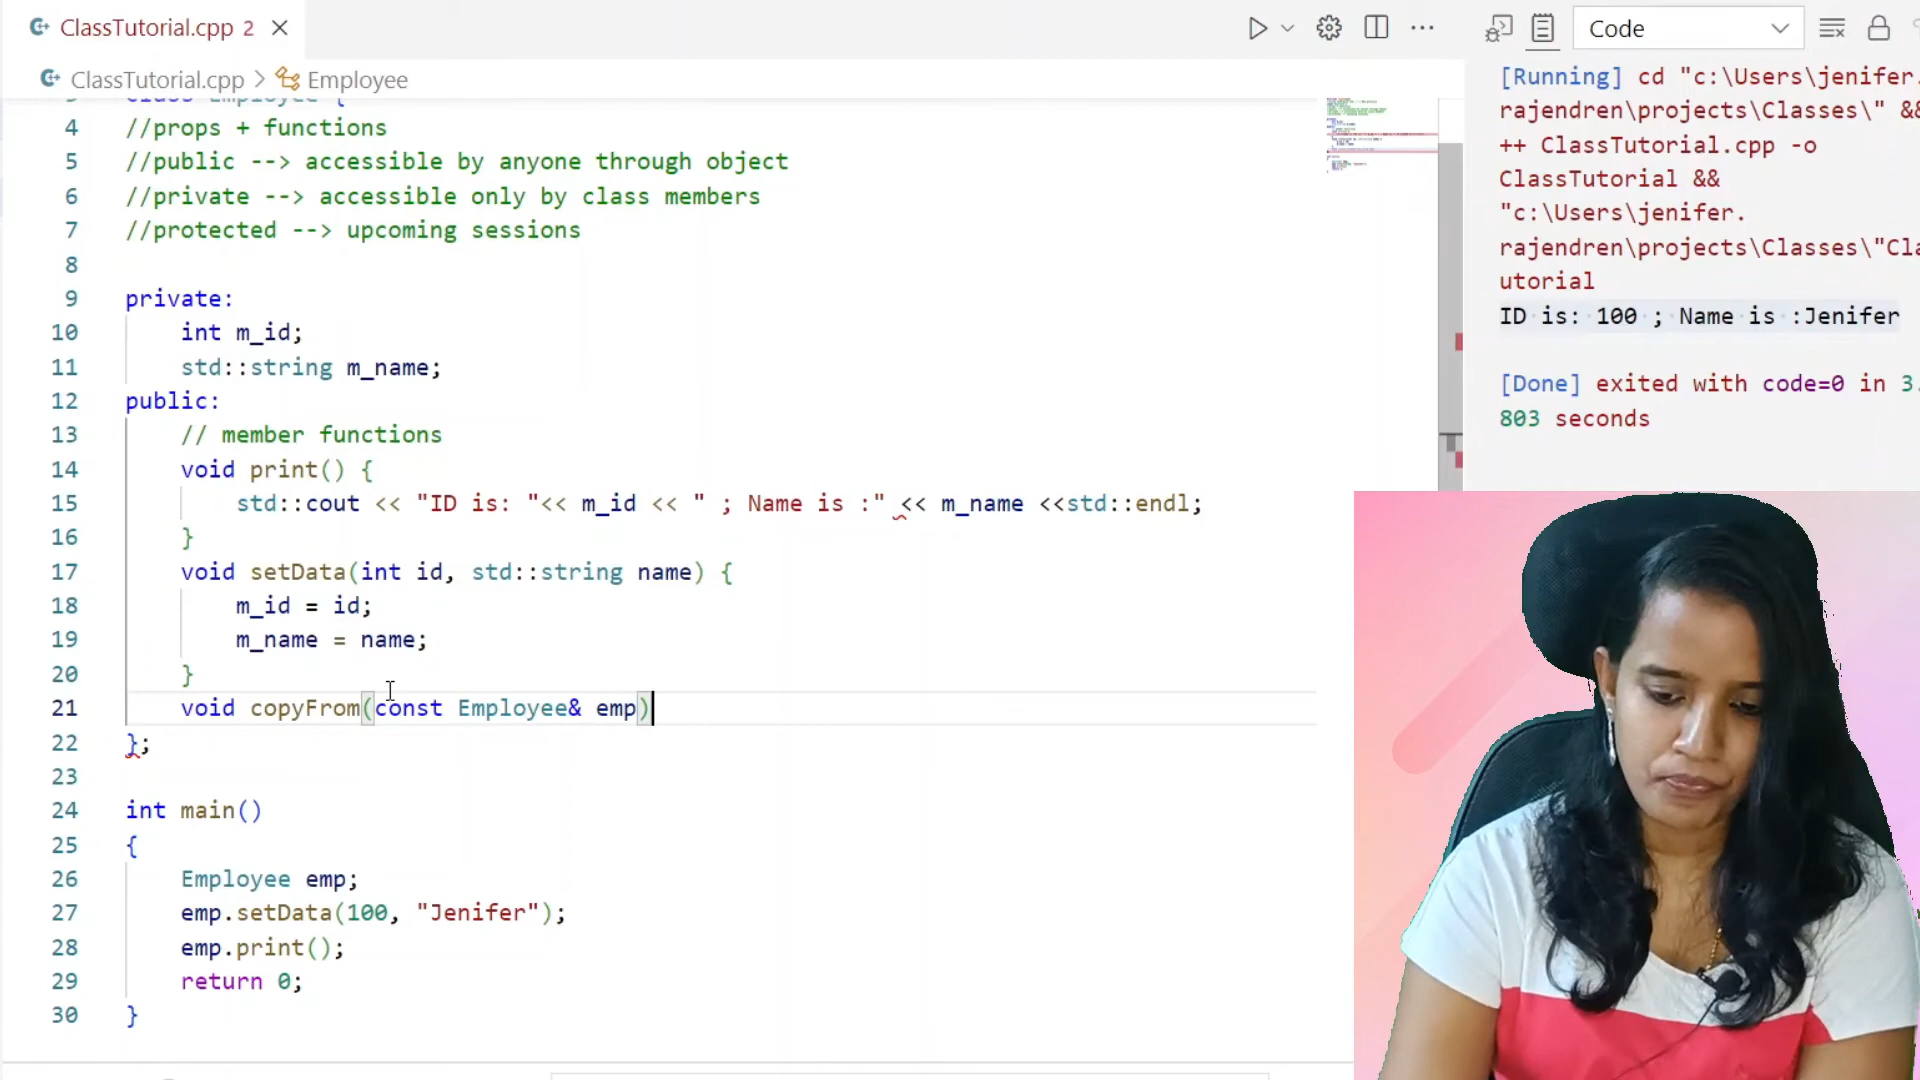 ClassTutorial.cpp 2
Code
ClassTutorial.cpp > Employee
class Employee {
4 //props + functions
5 //public --> accessible by anyone through object
6 //private --> accessible only by class members
7 //protected --> upcoming sessions
8
9 private:
10 int m_id;
11 std::string m_name;
12 public:
13 // member functions
14 void print() {
15 std::cout << "ID is: "<< m_id << " ; Name is :" << m_name <<std::endl;
16 }
17 void setData(int id, std::string name) {
18 m_id = id;
19 m_name = name;
20 }
21 void copyFrom(const Employee& emp)
22 };
23
24 int main()
25 {
26 Employee emp;
27 emp.setData(100, "Jenifer");
28 emp.print();
29 return 0;
30 }
[Running] cd "c:\Users\jenifer.
rajendren\projects\Classes\" &&
++ ClassTutorial.cpp -o
ClassTutorial &&
"c:\Users\jenifer.
rajendren\projects\Classes\"Cla
utorial
ID is: 100 ; Name is :Jenifer
[Done] exited with code=0 in 3.
803 seconds